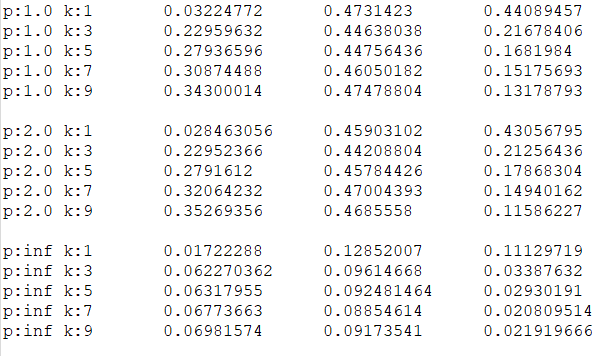 p:1.0 k:1 0.03224772 0.4731423 0.44089457
p:1.0 k:3 0.22959632 0.44638038 0.21678406
p:1.0 k:5 0.27936596 0.44756436 0.1681984
p:1.0 k:7 0.30874488 0.46050182 0.15175693
p:1.0 k:9 0.34300014 0.47478804 0.13178793
p:2.0 k:1 0.028463056 0.45903102 0.43056795
p:2.0 k:3 0.22952366 0.44208804 0.21256436
p:2.0 k:5 0.2791612 0.45784426 0.17868304
p:2.0 k:7 0.32064232 0.47004393 0.14940162
p:2.0 k:9 0.35269356 0.4685558 0.11586227
p:inf k:1 0.01722288 0.12852007 0.11129719
p:inf k:3 0.062270362 0.09614668 0.03387632
p:inf k:5 0.06317955 0.092481464 0.02930191
p:inf k:7 0.06773663 0.08854614 0.020809514
p:inf k:9 0.06981574 0.09173541 0.021919666